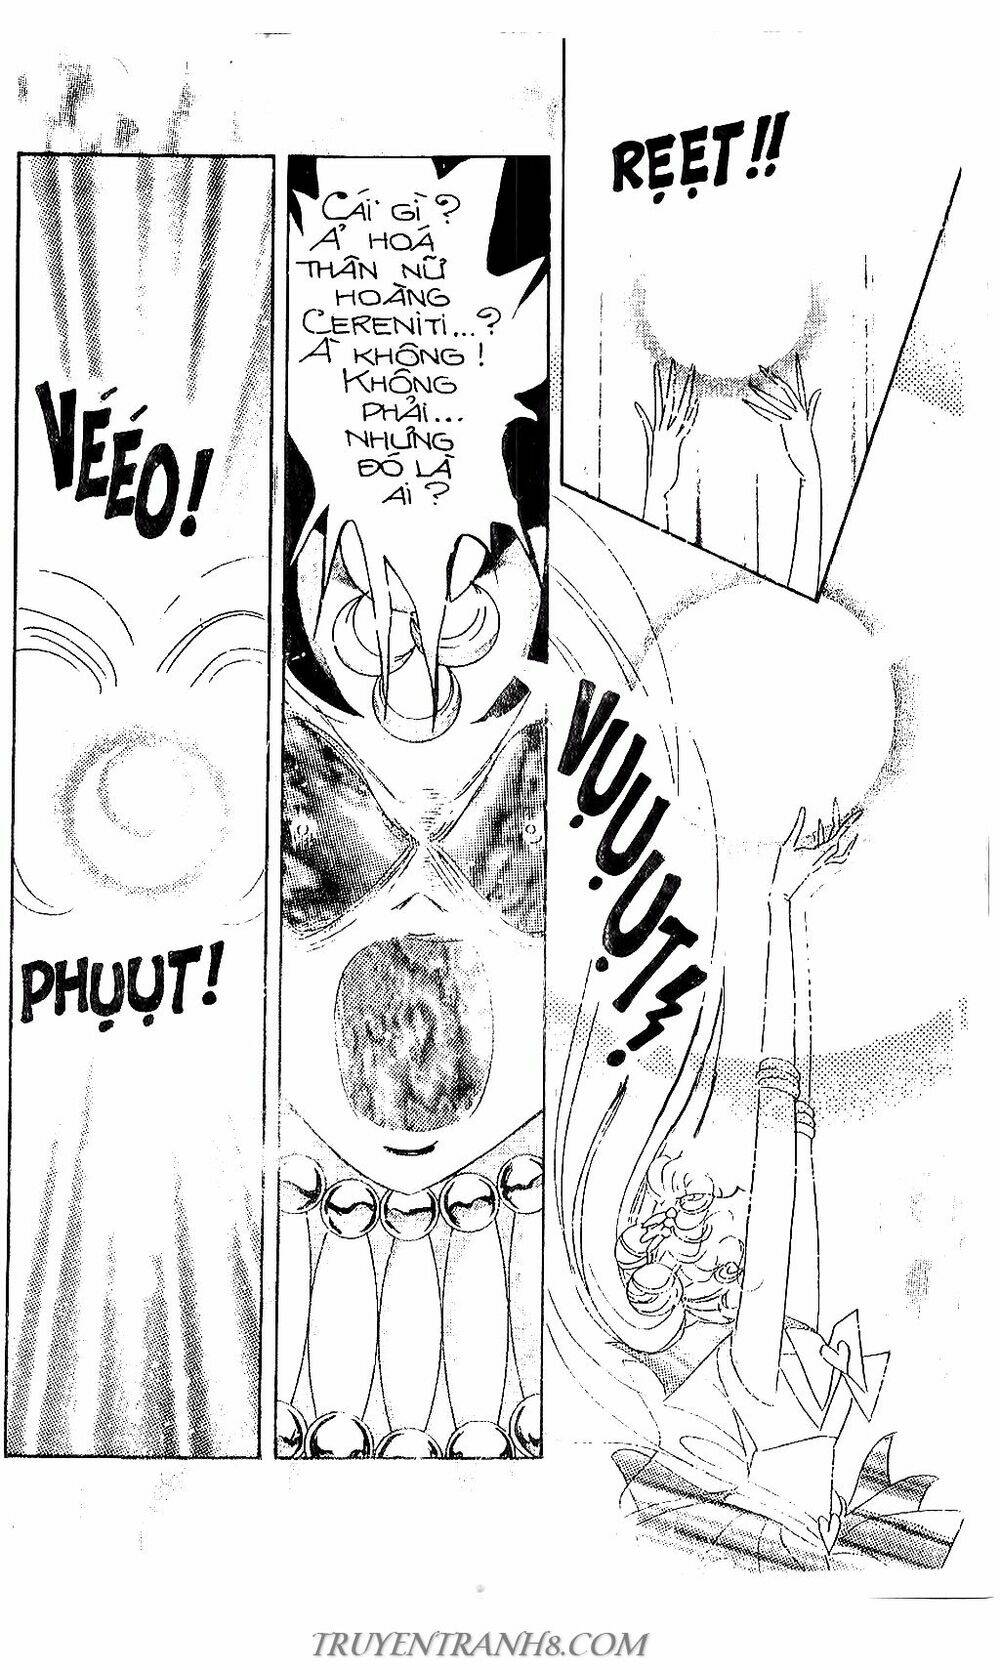 RẸẸT!!
CÁI GÌ?
Ả HOÁ
THÂN NỮ
HOÀNG
CERENITI...?
À KHÔNG!
KHÔNG
PHẢI...
NHƯNG
ĐÓ LÀ
AI?
VÉÉO!
VỤỤỤT!!
PHỤỤT!
TRUYENTRANH8.COM